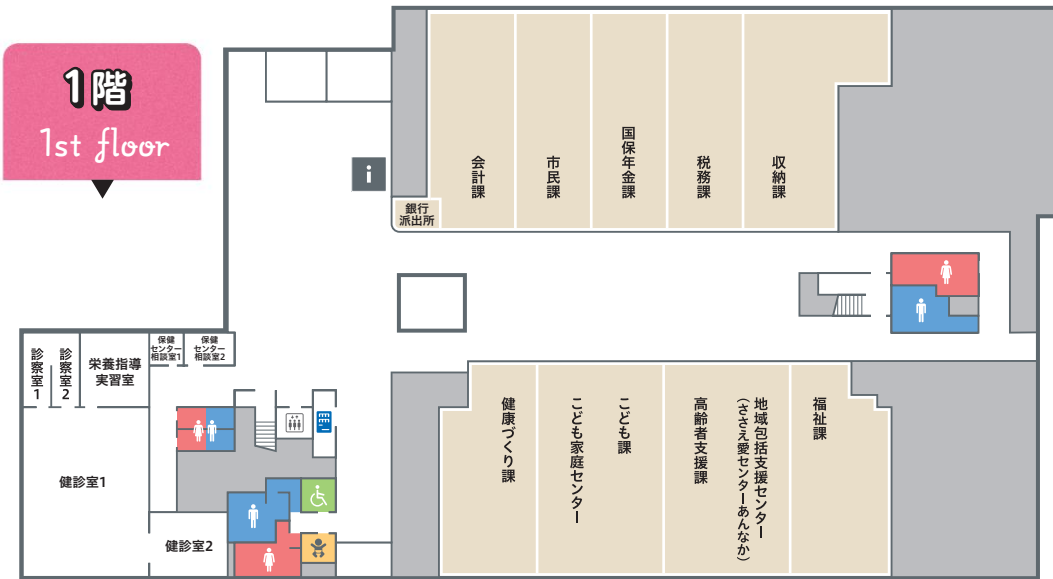 1階
1st floor
i
会計課
市民課
国保年金課
税務課
収納課
銀行
派出所
診察室1
診察室2
栄養指導
実習室
保健
センター
相談室1
保健
センター
相談室2
健診室1
健診室2
健康づくり課
こども家庭センター
こども課
高齢者支援課
地域包括支援センター
(ささえ愛センターあんなか)
福祉課